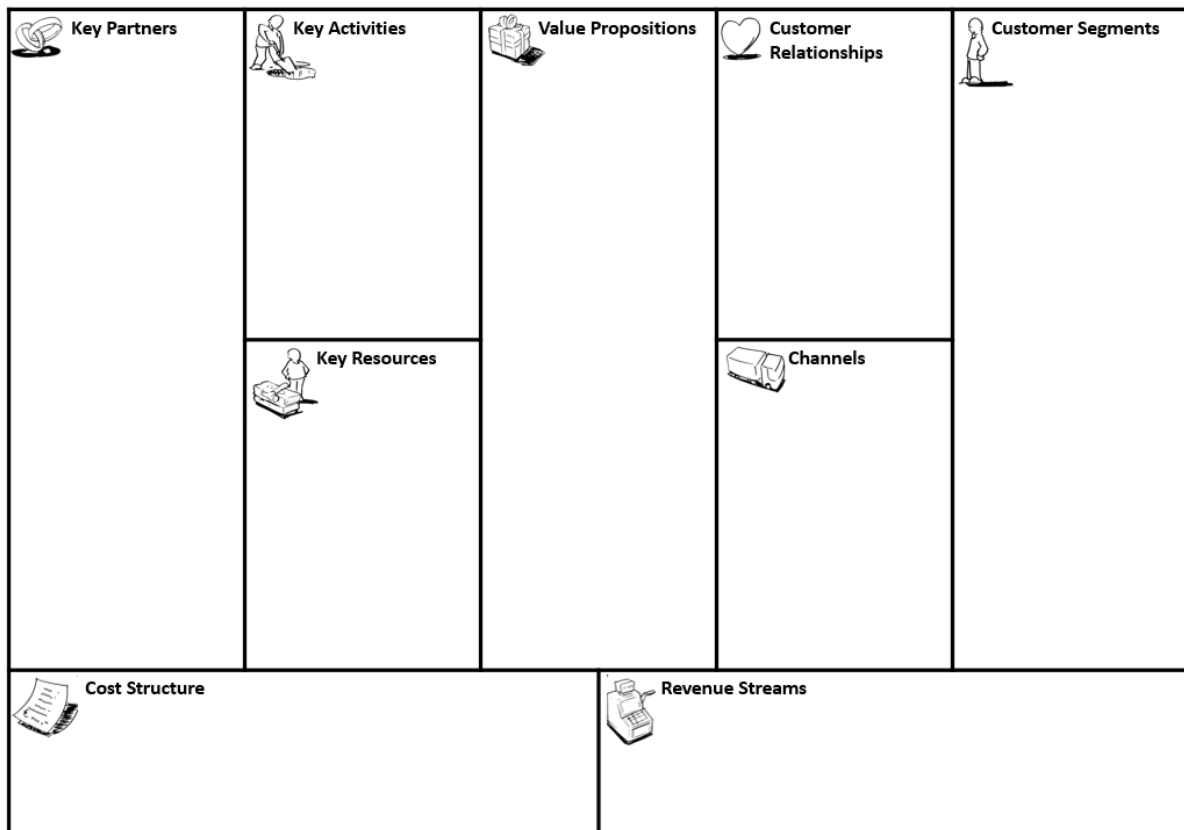 Key Partners
Key Activities
Value Propositions
Customer
Relationships
Customer Segments
Key Resources
Channels
Cost Structure
Revenue Streams